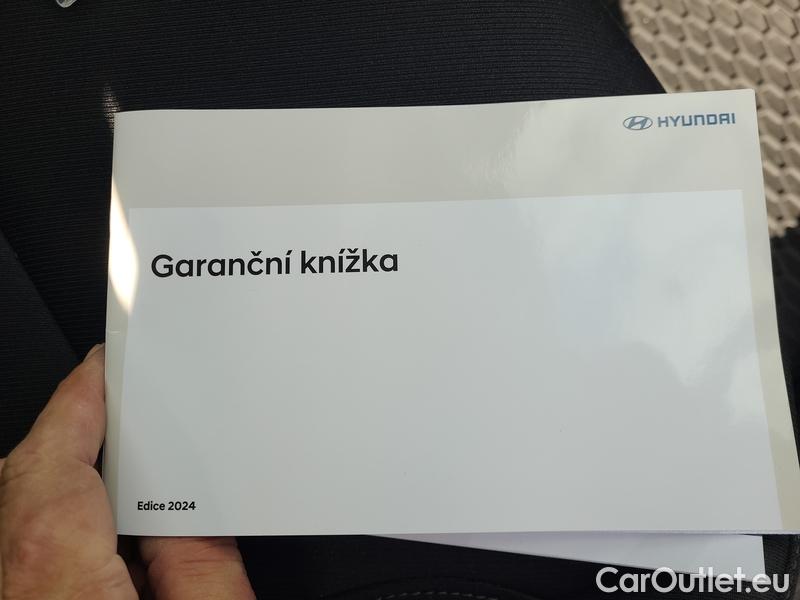 HYUNDAI
Garanční knížka
Edice 2024
CarOutlet.eu